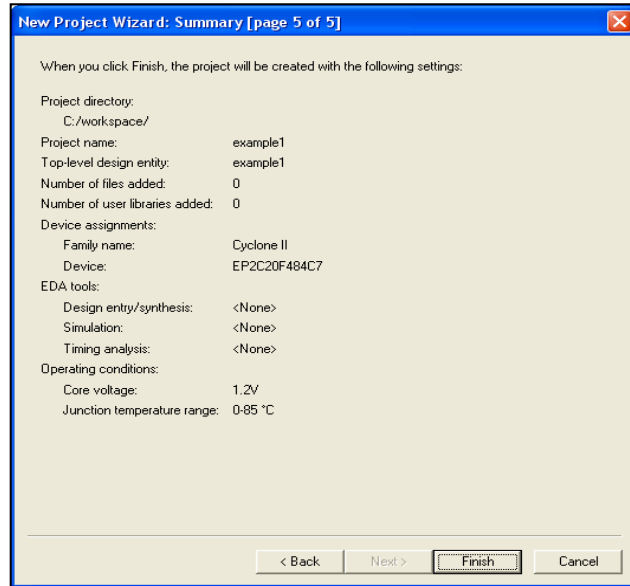 New Project Wizard: Summary [page 5 of 5]
When you click Finish, the project will be created with the following settings:
Project directory:
C:/workspace/
Project name: example1
Top-level design entity: example1
Number of files added: 0
Number of user libraries added: 0
Device assignments:
Family name: Cyclone II
Device: EP2C20F484C7
EDA tools:
Design entry/synthesis: <None>
Simulation: <None>
Timing analysis: <None>
Operating conditions:
Core voltage: 1.2V
Junction temperature range: 0-85 °C
< Back Next > Finish Cancel